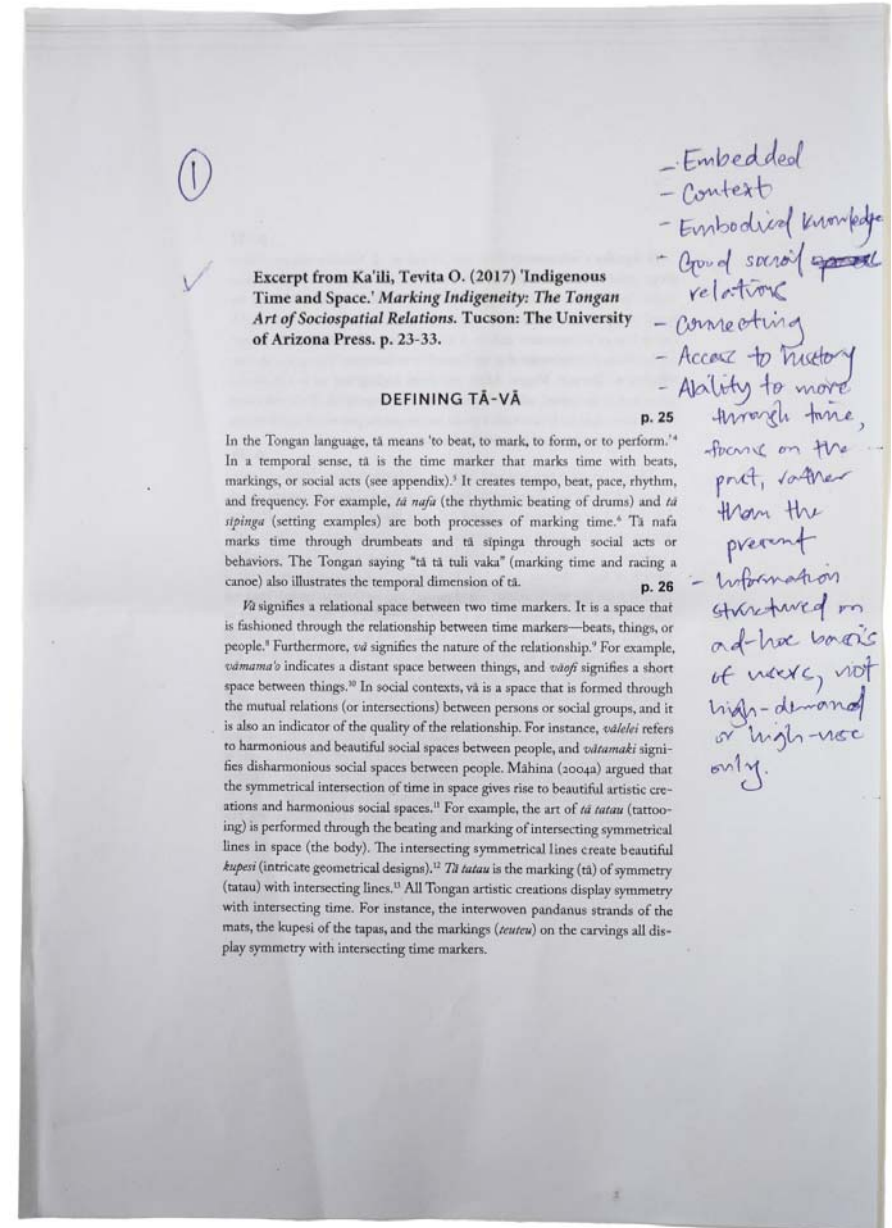 ①
✓
Excerpt from Ka'ili, Tevita O. (2017) 'Indigenous
Time and Space.' Marking Indigeneity: The Tongan
Art of Sociospatial Relations. Tucson: The University
of Arizona Press. p. 23-33.
DEFINING TĀ-VĀ
p. 25
In the Tongan language, tā means 'to beat, to mark, to form, or to perform.'⁴
In a temporal sense, tā is the time marker that marks time with beats,
markings, or social acts (see appendix).⁵ It creates tempo, beat, pace, rhythm,
and frequency. For example, tā nafa (the rhythmic beating of drums) and tā
sīpinga (setting examples) are both processes of marking time.⁶ Tā nafa
marks time through drumbeats and tā sīpinga through social acts or
behaviors. The Tongan saying "tā tā tuli vaka" (marking time and racing a
canoe) also illustrates the temporal dimension of tā.
p. 26
Vā signifies a relational space between two time markers. It is a space that
is fashioned through the relationship between time markers—beats, things, or
people.⁸ Furthermore, vā signifies the nature of the relationship.⁹ For example,
vāmama'o indicates a distant space between things, and vāofi signifies a short
space between things.¹⁰ In social contexts, vā is a space that is formed through
the mutual relations (or intersections) between persons or social groups, and it
is also an indicator of the quality of the relationship. For instance, vālelei refers
to harmonious and beautiful social spaces between people, and vātamaki signi-
fies disharmonious social spaces between people. Māhina (2004a) argued that
the symmetrical intersection of time in space gives rise to beautiful artistic cre-
ations and harmonious social spaces.¹¹ For example, the art of tā tatau (tattoo-
ing) is performed through the beating and marking of intersecting symmetrical
lines in space (the body). The intersecting symmetrical lines create beautiful
kupesi (intricate geometrical designs).¹² Tā tatau is the marking (tā) of symmetry
(tatau) with intersecting lines.¹³ All Tongan artistic creations display symmetry
with intersecting time. For instance, the interwoven pandanus strands of the
mats, the kupesi of the tapas, and the markings (teuteu) on the carvings all dis-
play symmetry with intersecting time markers.
- Embedded
- Context
- Embodied knowledge
- Good social
relations
- Connecting
- Access to history
- Ability to move
through time,
focus on the
past, rather
than the
present
- Information
structured on
ad-hoc basis
of users, not
high-demand
or high-use
only.